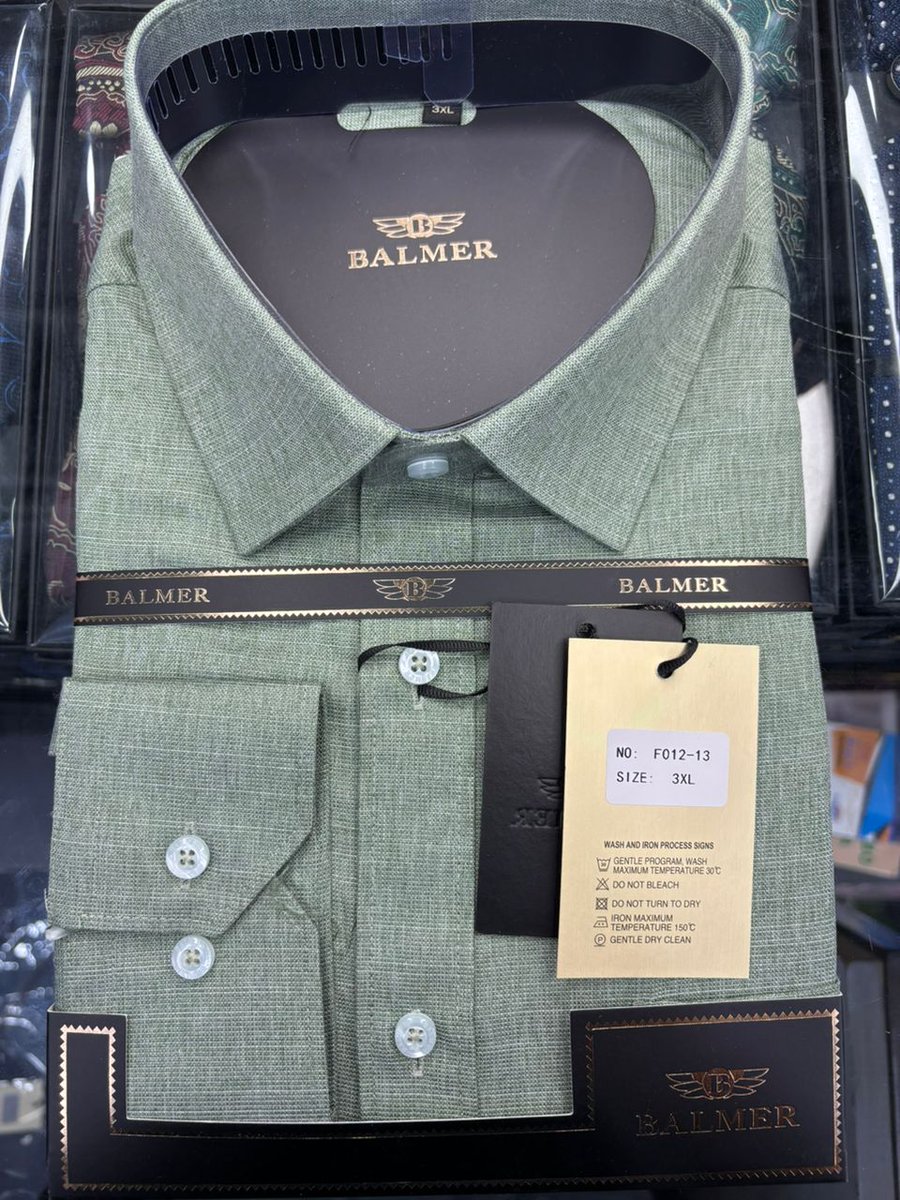 3XL
B
BALMER
BALMER B BALMER
NO: F012-13
SIZE: 3XL
WASH AND IRON PROCESS SIGNS
30 GENTLE PROGRAM, WASH
MAXIMUM TEMPERATURE 30℃
DO NOT BLEACH
DO NOT TURN TO DRY
IRON MAXIMUM
TEMPERATURE 150℃
P GENTLE DRY CLEAN
B
BALMER